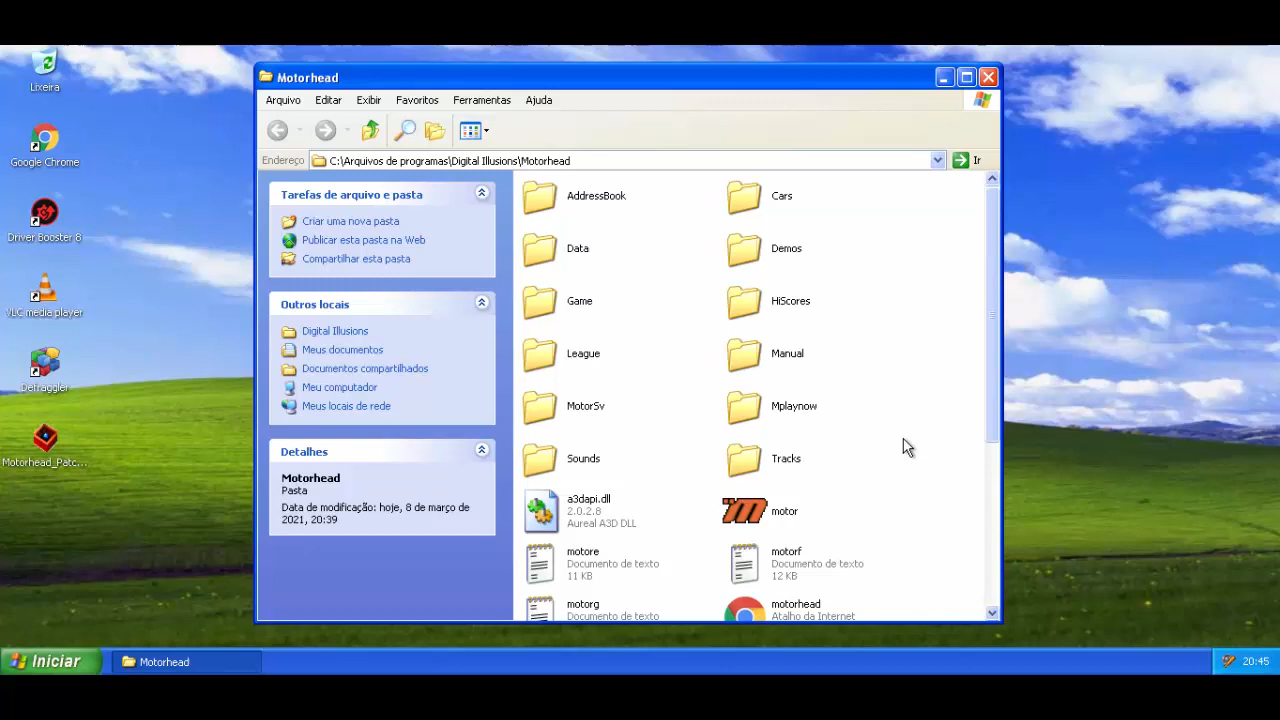 Lixeira
Google Chrome
Driver Booster 8
VLC media player
Defraggler
Motorhead_Patc...
Motorhead
Arquivo Editar Exibir Favoritos Ferramentas Ajuda
Endereço C:\Arquivos de programas\Digital Illusions\Motorhead Ir
Tarefas de arquivo e pasta
Criar uma nova pasta
Publicar esta pasta na Web
Compartilhar esta pasta
Outros locais
Digital Illusions
Meus documentos
Documentos compartilhados
Meu computador
Meus locais de rede
Detalhes
Motorhead
Pasta
Data de modificação: hoje, 8 de março de
2021, 20:39
AddressBook Cars
Data Demos
Game HiScores
League Manual
MotorSv Mplaynow
Sounds Tracks
a3dapi.dll
2.0.2.8
Aureal A3D DLL
motor
motore
Documento de texto
11 KB
motorf
Documento de texto
12 KB
motorg
Documento de texto
motorhead
Atalho da Internet
Iniciar Motorhead 20:45